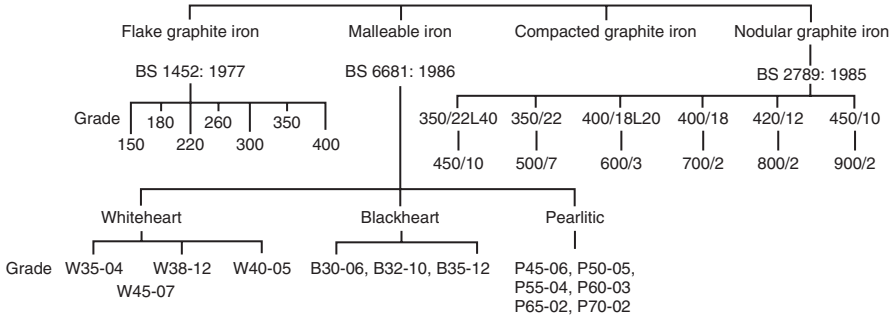 Flake graphite iron Malleable iron Compacted graphite iron Nodular graphite iron
BS 1452: 1977 BS 6681: 1986 BS 2789: 1985
Grade 180 260 350
150 220 300 400
350/22L40 350/22 400/18L20 400/18 420/12 450/10
450/10 500/7 600/3 700/2 800/2 900/2
Whiteheart Blackheart Pearlitic
Grade W35-04 W38-12 W40-05 B30-06, B32-10, B35-12 P45-06, P50-05,
W45-07 P55-04, P60-03
P65-02, P70-02